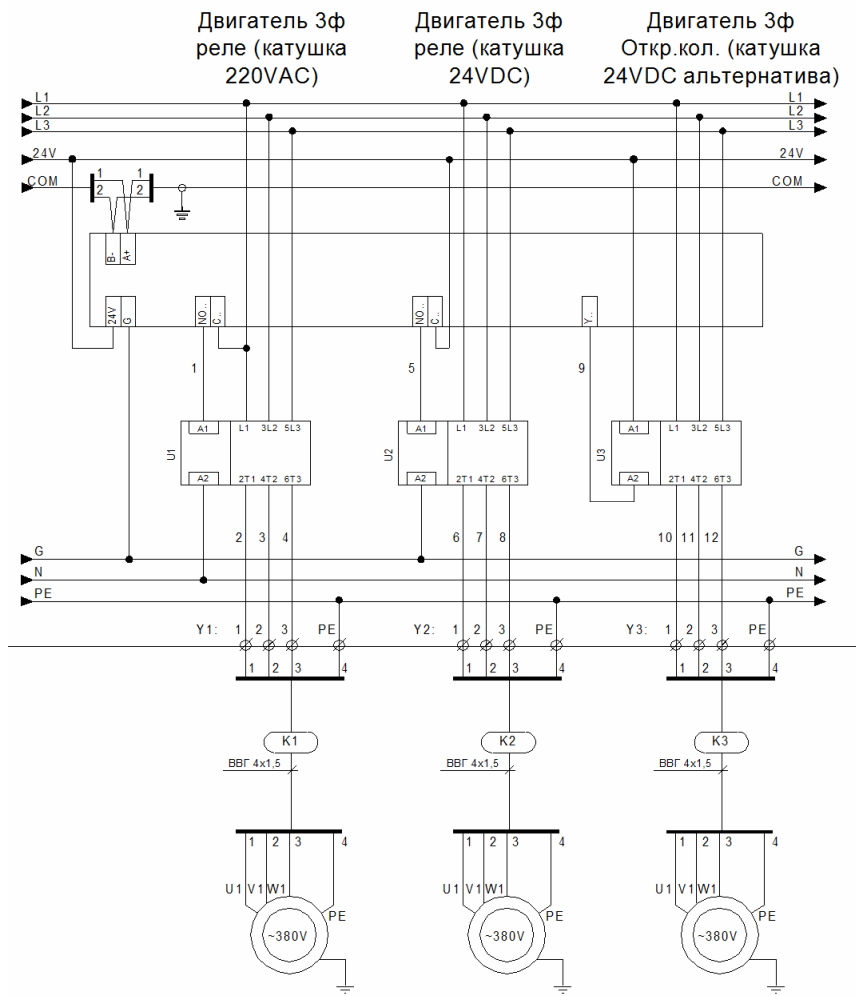 Двигатель 3ф Двигатель 3ф Двигатель 3ф
реле (катушка реле (катушка Откр.кол. (катушка
220VAC) 24VDC) 24VDC альтернатива)
L1 L1
L2 L2
L3 L3
24V 24V
COM 1 1 COM
2 2
B- A+
24V G NO.. C.. NO.. C.. Y..
1 5 9
A1 L1 3L2 5L3 A1 L1 3L2 5L3 A1 L1 3L2 5L3
U1 U2 U3
A2 2T1 4T2 6T3 A2 2T1 4T2 6T3 A2 2T1 4T2 6T3
2 3 4 6 7 8 10 11 12
G G
N N
PE PE
Y1: 1 2 3 PE Y2: 1 2 3 PE Y3: 1 2 3 PE
1 2 3 4 1 2 3 4 1 2 3 4
K1 K2 K3
ВВГ 4x1,5 ВВГ 4x1,5 ВВГ 4x1,5
1 2 3 4 1 2 3 4 1 2 3 4
U1 V1 W1 U1 V1 W1 U1 V1 W1
PE PE PE
~380V ~380V ~380V